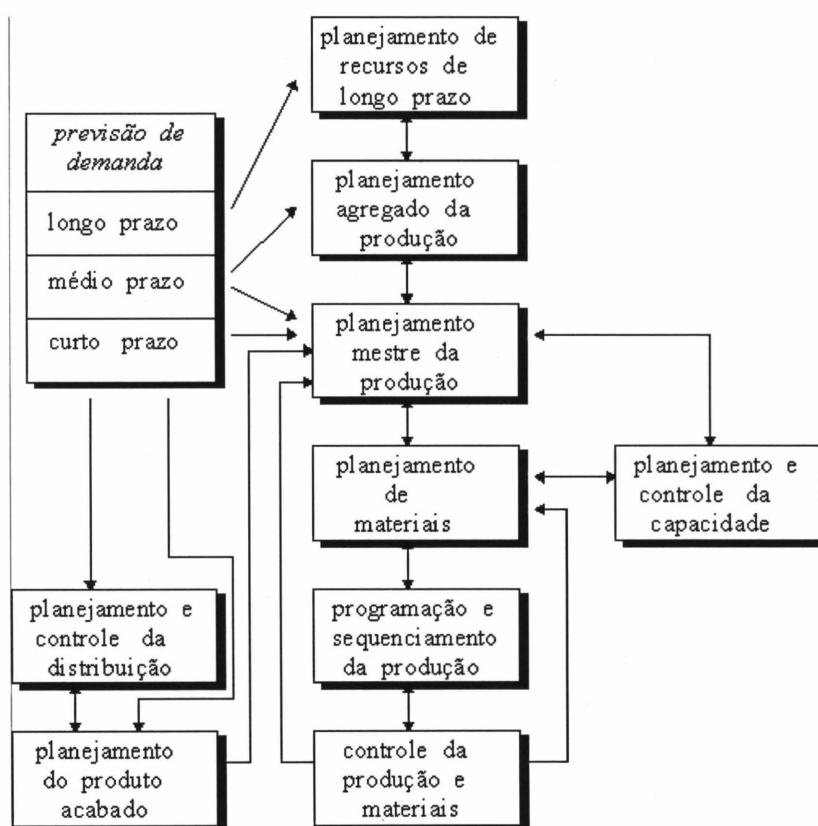 planejamento de
recursos de
longo prazo
previsão de
demanda
longo prazo
médio prazo
curto prazo
planejamento
agregado da
produção
planejamento
mestre da
produção
planejamento
de
materiais
planejamento e
controle da
capacidade
planejamento e
controle da
distribuição
programação e
sequenciamento
da produção
planejamento
do produto
acabado
controle da
produção e
materiais